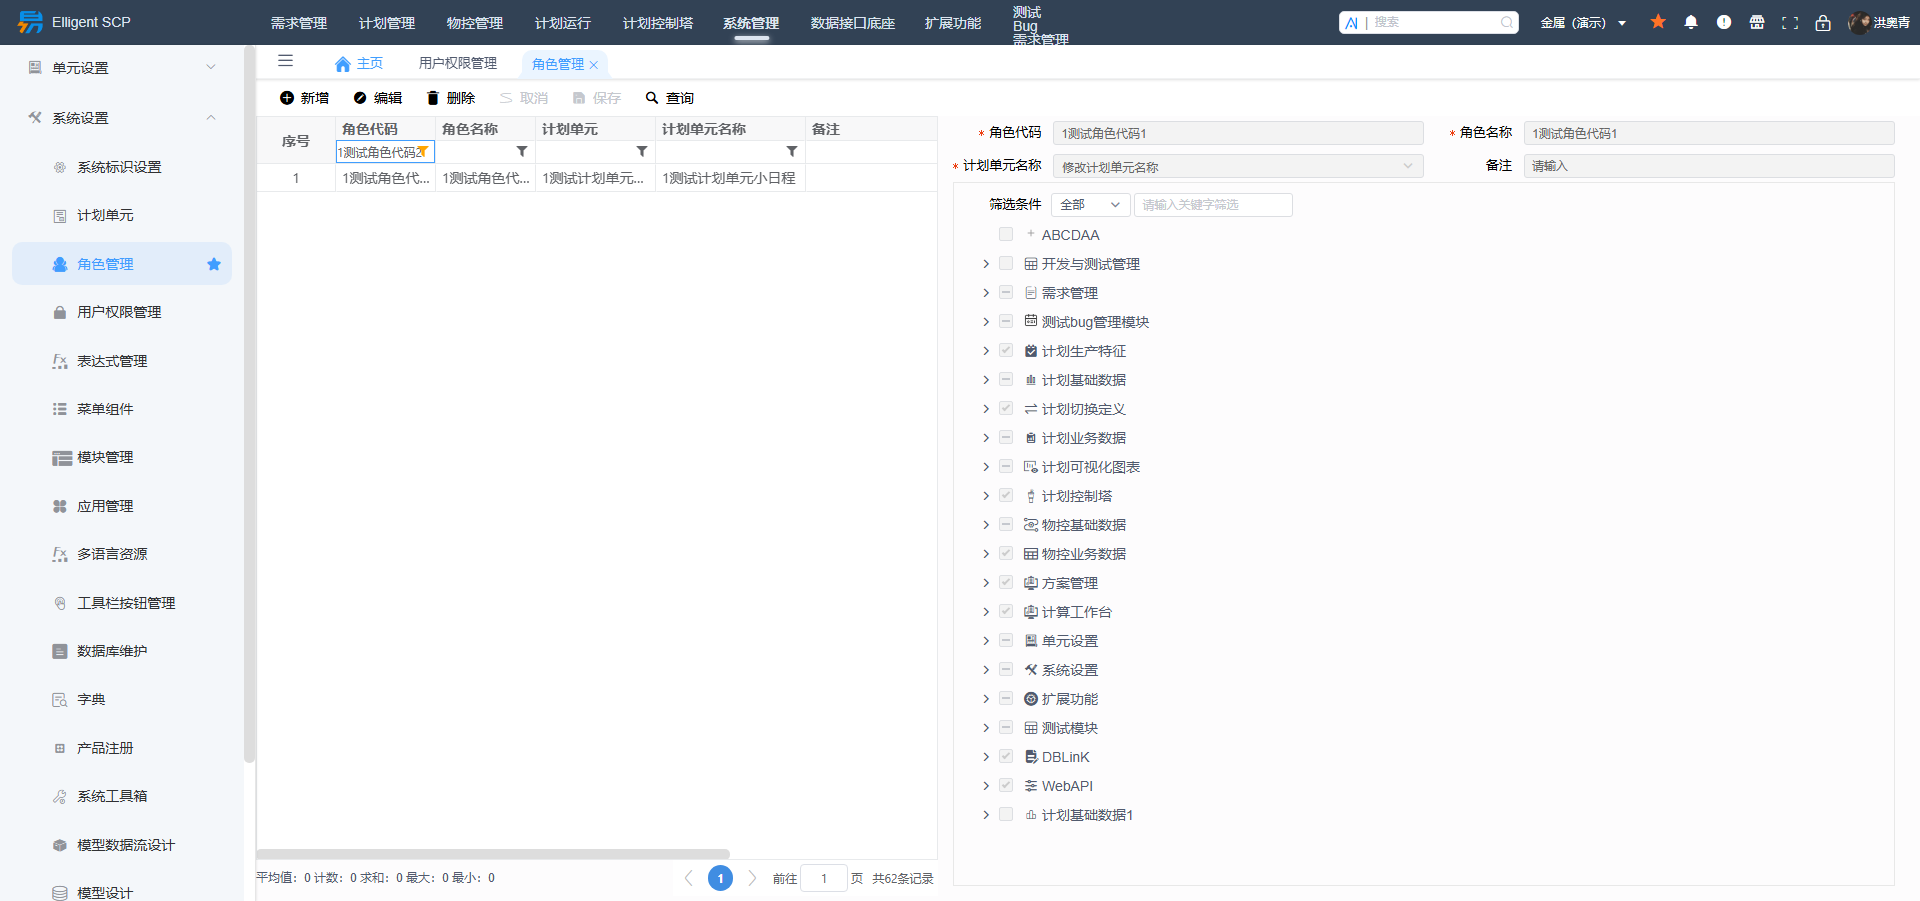 Elligent SCP
需求管理
计划管理
物控管理
计划运行
计划控制塔
系统管理
数据接口底座
扩展功能
测试
Bug
需求管理
AI | 搜索
金属（演示）
洪奥青
单元设置
系统设置
系统标识设置
计划单元
角色管理
用户权限管理
表达式管理
菜单组件
模块管理
应用管理
多语言资源
工具栏按钮管理
数据库维护
字典
产品注册
系统工具箱
模型数据流设计
模型设计
主页
用户权限管理
角色管理
新增
编辑
删除
取消
保存
查询
序号
角色代码
角色名称
计划单元
计划单元名称
备注
1测试角色代码2
1
1测试角色代...
1测试角色代...
1测试计划单元...
1测试计划单元小日程
平均值: 0 计数: 0 求和: 0 最大: 0 最小: 0
1
前往
1
页
共62条记录
* 角色代码
1测试角色代码1
* 角色名称
1测试角色代码1
* 计划单元名称
修改计划单元名称
备注
请输入
筛选条件
全部
请输入关键字筛选
ABCDAA
开发与测试管理
需求管理
测试bug管理模块
计划生产特征
计划基础数据
计划切换定义
计划业务数据
计划可视化图表
计划控制塔
物控基础数据
物控业务数据
方案管理
计算工作台
单元设置
系统设置
扩展功能
测试模块
DBLinK
WebAPI
计划基础数据1